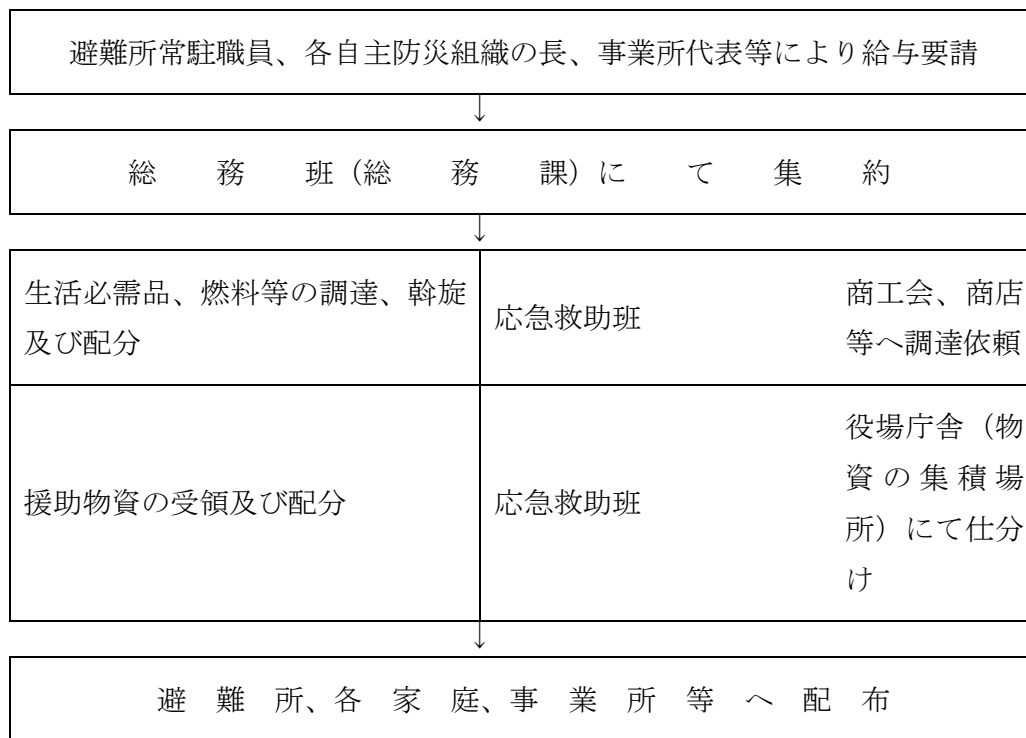 避難所常駐職員、各自主防災組織の長、事業所代表等により給与要請
↓
総務班(総務課)にて集約
↓
生活必需品、燃料等の調達、斡旋
及び配分
応急救助班
商工会、商店
等へ調達依頼
援助物資の受領及び配分
応急救助班
役場庁舎（物
資の集積場
所）にて仕分
け
↓
避難所、各家庭、事業所等へ配布